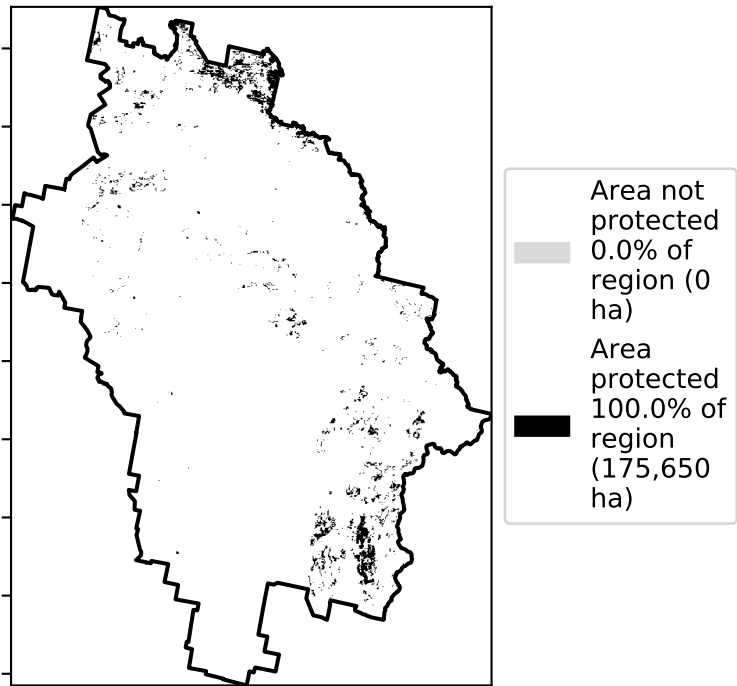 Area not
protected
0.0% of
region (0
ha)
Area
protected
100.0% of
region
(175,650
ha)